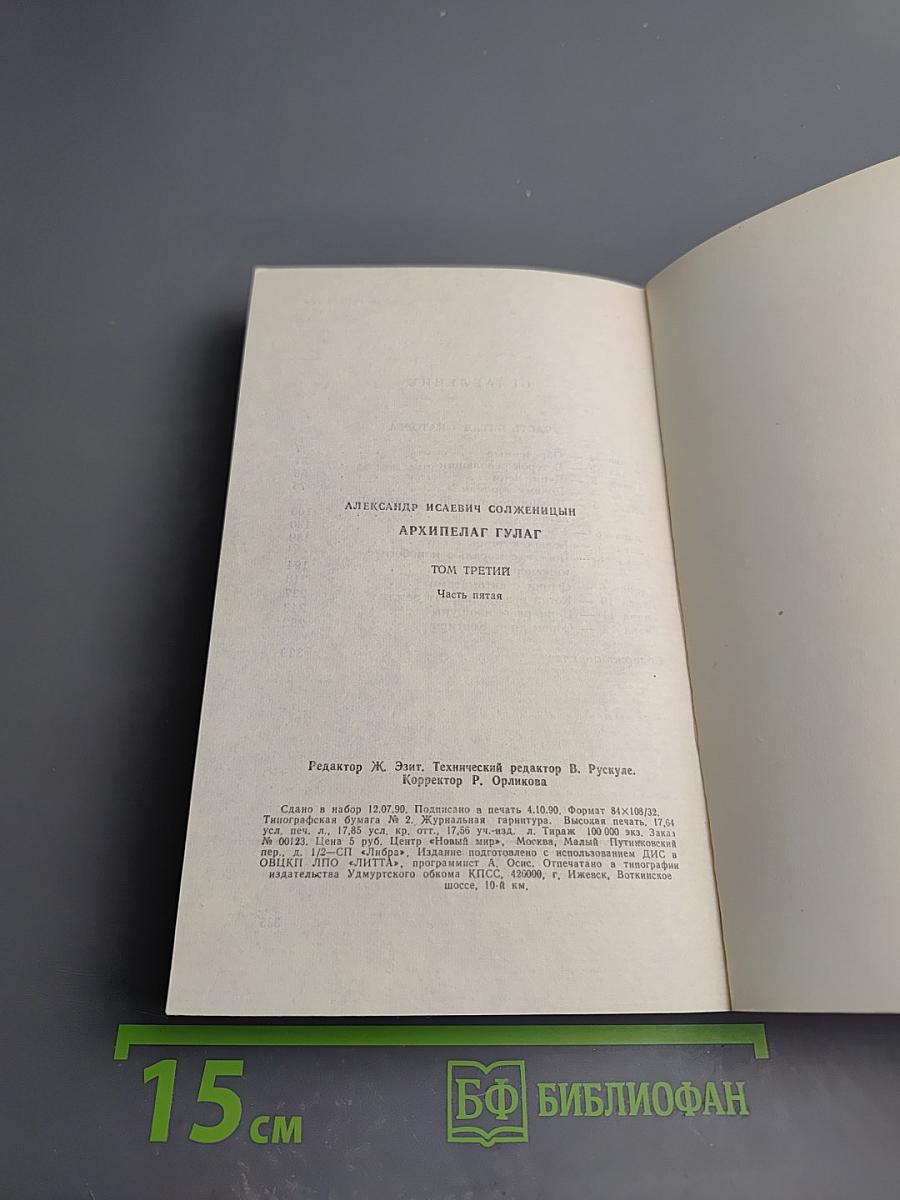 АЛЕКСАНДР ИСАЕВИЧ СОЛЖЕНИЦЫН
АРХИПЕЛАГ ГУЛАГ
ТОМ ТРЕТИЙ
Часть пятая
Редактор Ж. Эзит. Технический редактор В. Рускуле.
Корректор Р. Орликова
Сдано в набор 12.07.90. Подписано в печать 4.10.90. Формат 84×108/32.
Типографская бумага № 2. Журнальная гарнитура. Высокая печать. 17,64
усл. печ. л., 17,85 усл. кр. отт., 17,56 уч.-изд. л. Тираж 100 000 экз. Заказ
№ 00123. Цена 5 руб. Центр «Новый мир», Москва, Малый Путинковский
пер., д. 1/2—СП «Либра». Издание подготовлено с использованием ДИС в
ОВЦКП ЛПО «ЛИТТА», программист А. Осис. Отпечатано в типографии
издательства Удмуртского обкома КПСС, 426000, г. Ижевск, Воткинское
шоссе, 10-й км.
15 см
БФ БИБЛИОФАН